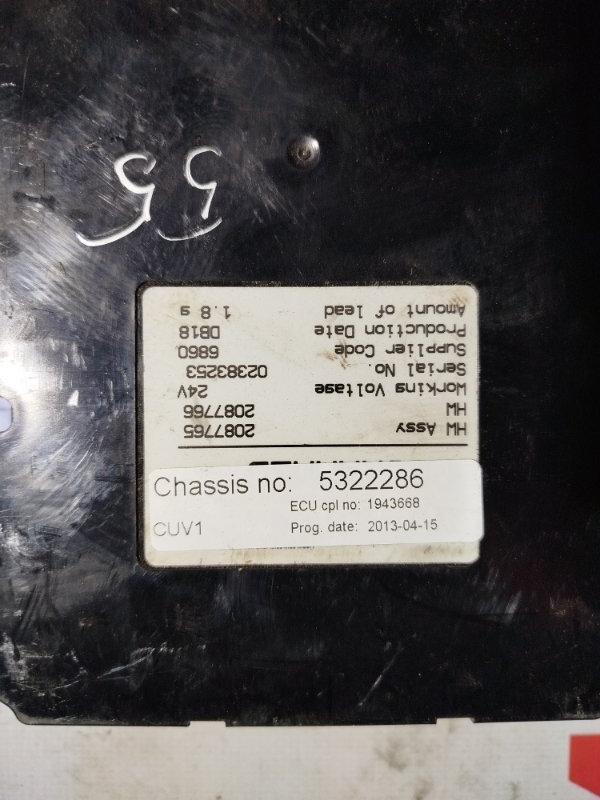 55
HW Assy 2087765
HW 2087766
Working Voltage 24V
Serial No. 02383253
Supplier Code 6860
Production Date DB18
Amount of lead 1.8 g
Chassis no: 5322286
ECU cpl no: 1943668
CUV1 Prog. date: 2013-04-15